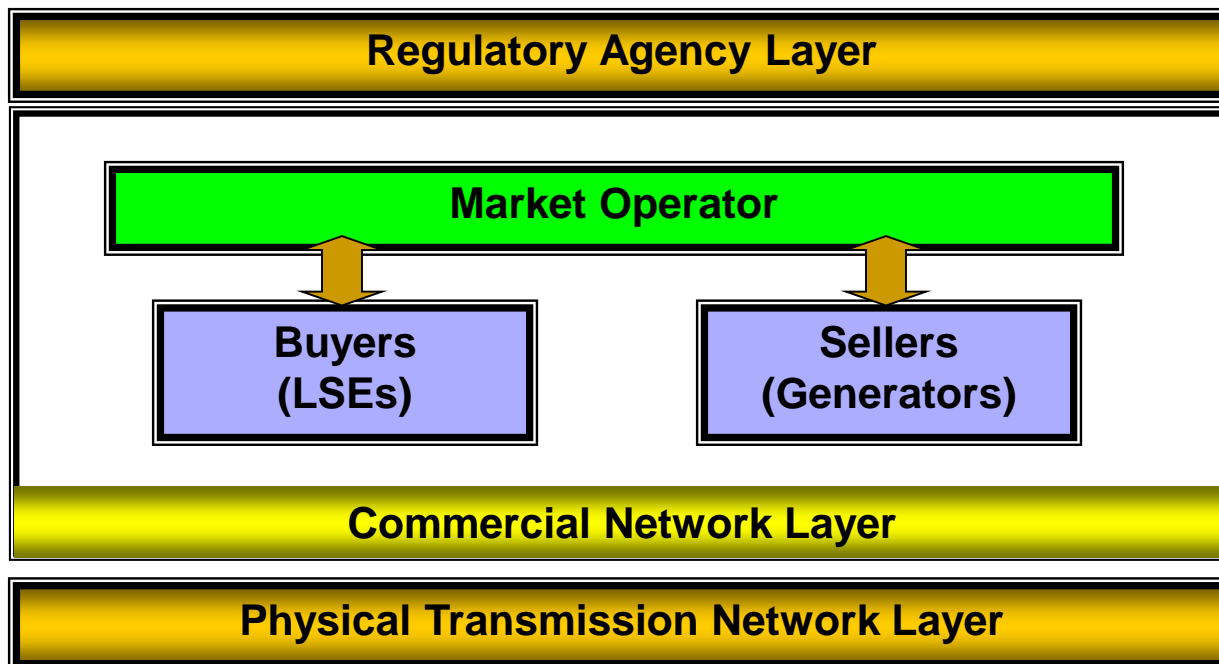 Regulatory Agency Layer
Market Operator
Buyers
(LSEs)
Sellers
(Generators)
Commercial Network Layer
Physical Transmission Network Layer